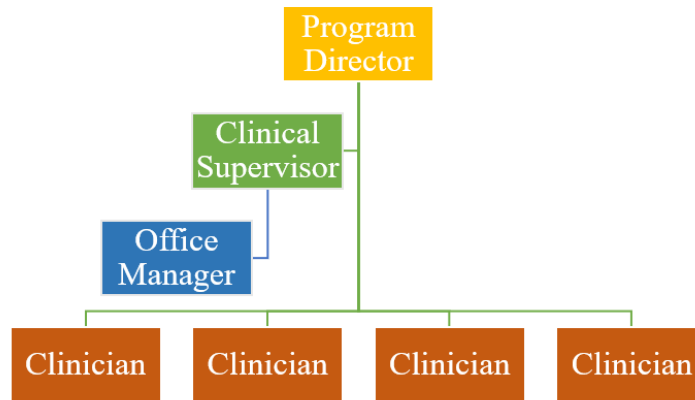 Program
Director
Clinical
Supervisor
Office
Manager
Clinician
Clinician
Clinician
Clinician